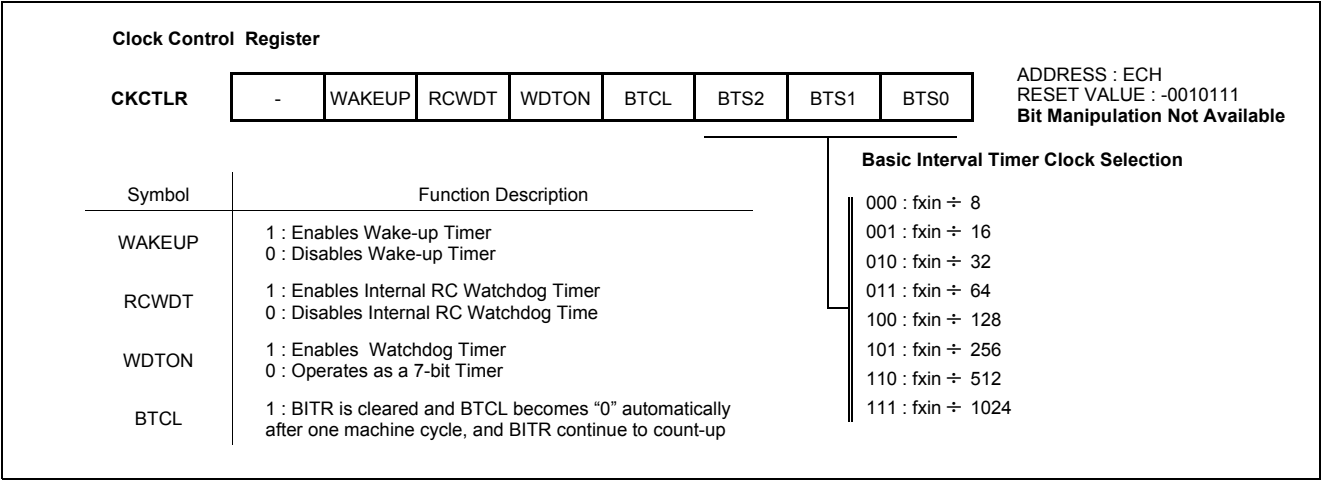 Clock Control Register
CKCTLR - WAKEUP RCWDT WDTON BTCL BTS2 BTS1 BTS0
ADDRESS : ECH
RESET VALUE : -0010111
Bit Manipulation Not Available
Basic Interval Timer Clock Selection
000 : fxin ÷ 8
001 : fxin ÷ 16
010 : fxin ÷ 32
011 : fxin ÷ 64
100 : fxin ÷ 128
101 : fxin ÷ 256
110 : fxin ÷ 512
111 : fxin ÷ 1024
Symbol Function Description
WAKEUP
1 : Enables Wake-up Timer
0 : Disables Wake-up Timer
RCWDT
1 : Enables Internal RC Watchdog Timer
0 : Disables Internal RC Watchdog Time
WDTON
1 : Enables Watchdog Timer
0 : Operates as a 7-bit Timer
BTCL
1 : BITR is cleared and BTCL becomes “0” automatically
after one machine cycle, and BITR continue to count-up